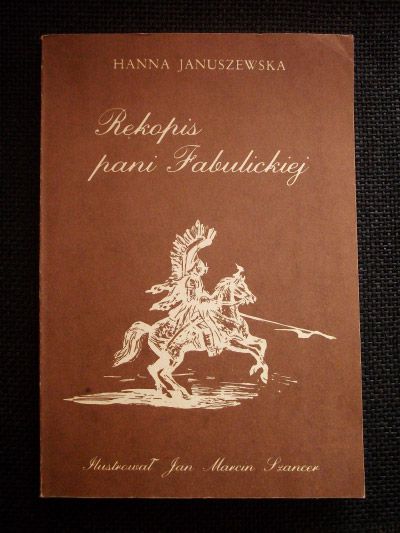 HANNA JANUSZEWSKA
Rękopis
pani Fabulickiej
Ilustrował Jan Marcin Szancer